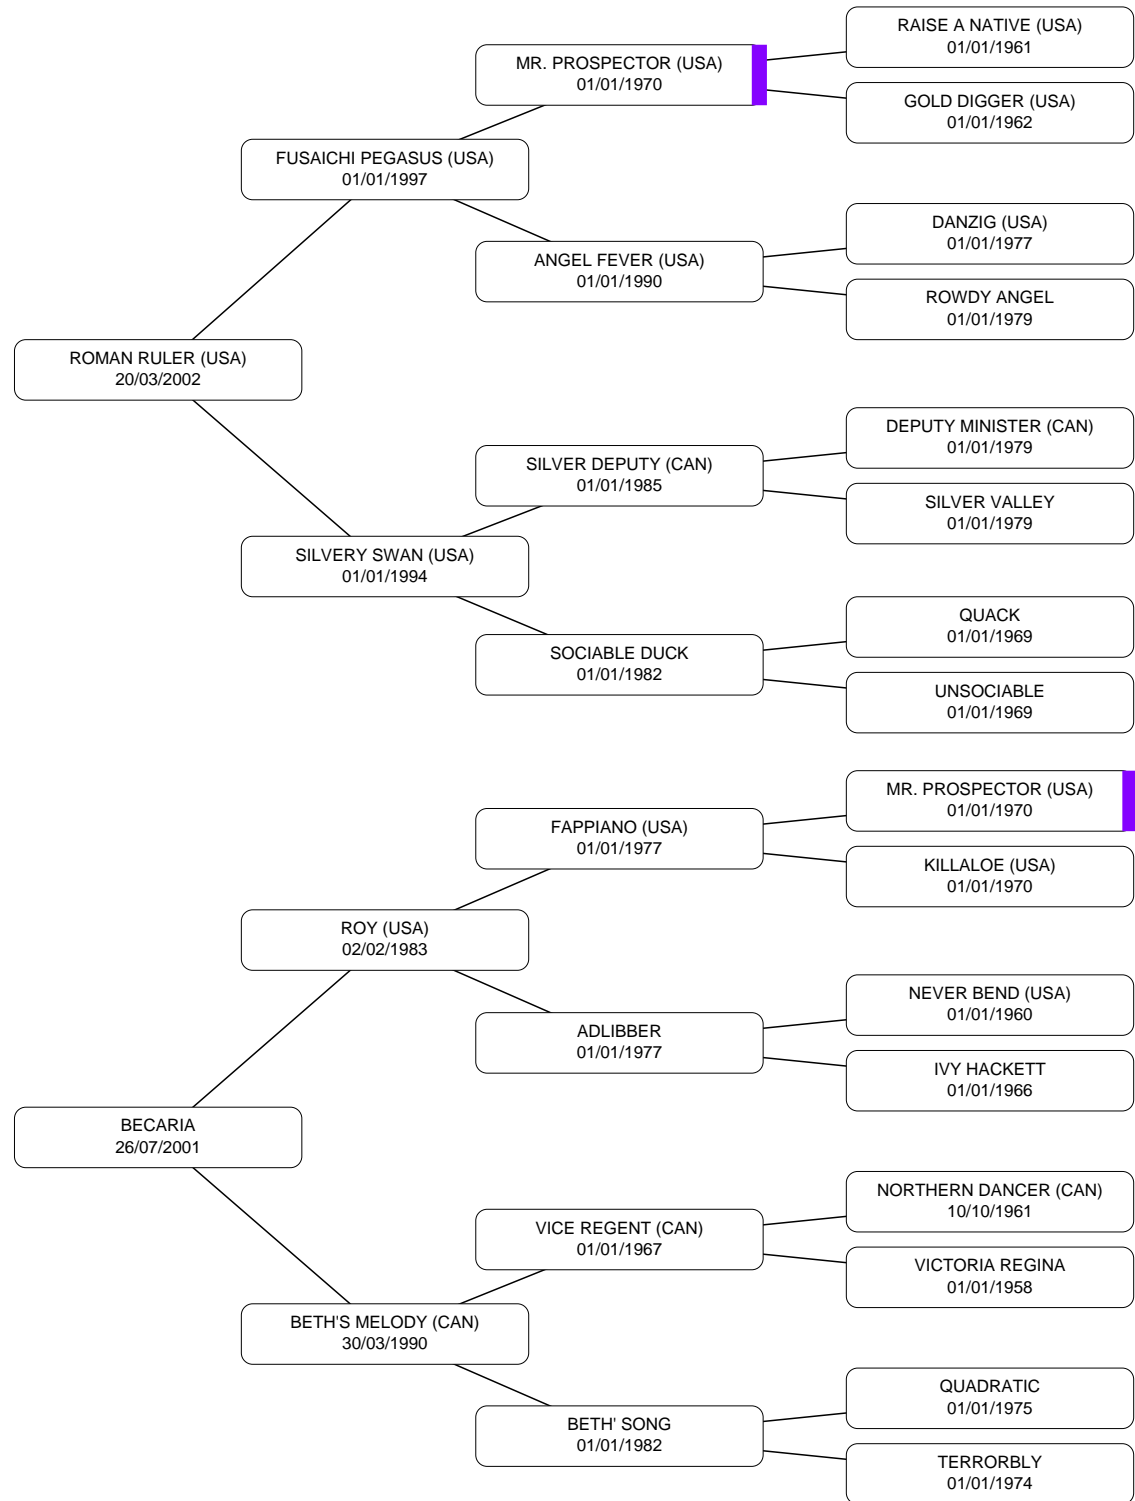 RAISE A NATIVE (USA)
01/01/1961
MR. PROSPECTOR (USA)
01/01/1970
GOLD DIGGER (USA)
01/01/1962
FUSAICHI PEGASUS (USA)
01/01/1997
DANZIG (USA)
01/01/1977
ANGEL FEVER (USA)
01/01/1990
ROWDY ANGEL
01/01/1979
ROMAN RULER (USA)
20/03/2002
DEPUTY MINISTER (CAN)
01/01/1979
SILVER DEPUTY (CAN)
01/01/1985
SILVER VALLEY
01/01/1979
SILVERY SWAN (USA)
01/01/1994
QUACK
01/01/1969
SOCIABLE DUCK
01/01/1982
UNSOCIABLE
01/01/1969
MR. PROSPECTOR (USA)
01/01/1970
FAPPIANO (USA)
01/01/1977
KILLALOE (USA)
01/01/1970
ROY (USA)
02/02/1983
NEVER BEND (USA)
01/01/1960
ADLIBBER
01/01/1977
IVY HACKETT
01/01/1966
BECARIA
26/07/2001
NORTHERN DANCER (CAN)
10/10/1961
VICE REGENT (CAN)
01/01/1967
VICTORIA REGINA
01/01/1958
BETH'S MELODY (CAN)
30/03/1990
QUADRATIC
01/01/1975
BETH' SONG
01/01/1982
TERRORBLY
01/01/1974